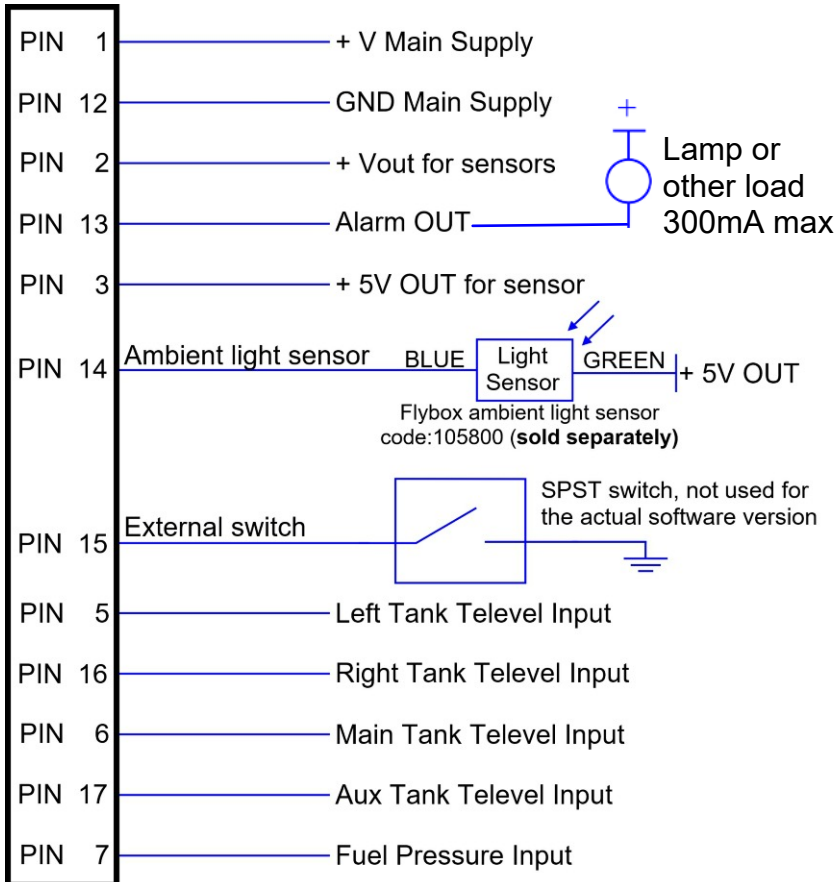 PIN 1 + V Main Supply
PIN 12 GND Main Supply
+
PIN 2 + Vout for sensors
Lamp or
other load
300mA max
PIN 13 Alarm OUT
PIN 3 + 5V OUT for sensor
PIN 14 Ambient light sensor BLUE Light
Sensor GREEN + 5V OUT
Flybox ambient light sensor
code:105800 (sold separately)
SPST switch, not used for
the actual software version
PIN 15 External switch
PIN 5 Left Tank Televel Input
PIN 16 Right Tank Televel Input
PIN 6 Main Tank Televel Input
PIN 17 Aux Tank Televel Input
PIN 7 Fuel Pressure Input